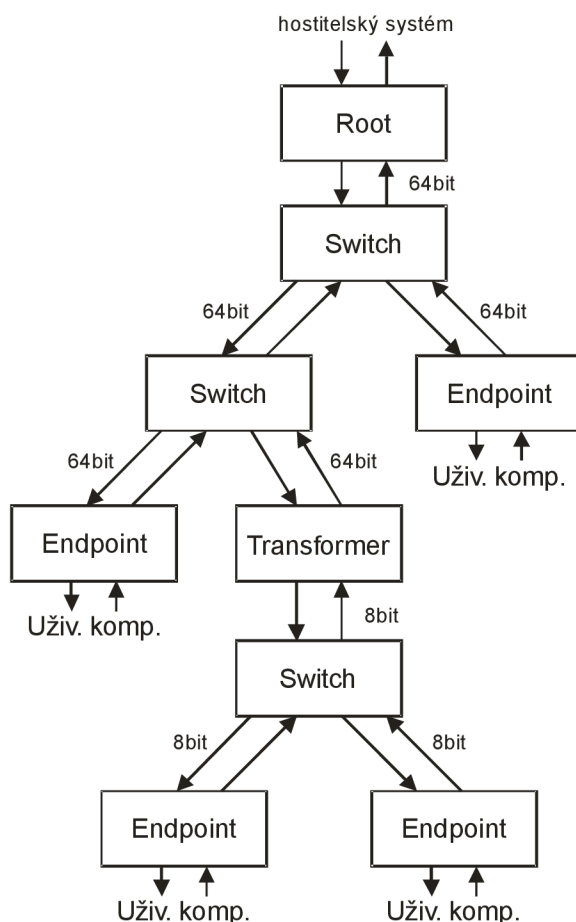 hostitelský systém
Root
64bit
Switch
64bit
64bit
Switch
Endpoint
64bit
64bit
Uživ. komp.
Endpoint
Transformer
Uživ. komp.
8bit
Switch
8bit
8bit
Endpoint
Endpoint
Uživ. komp.
Uživ. komp.